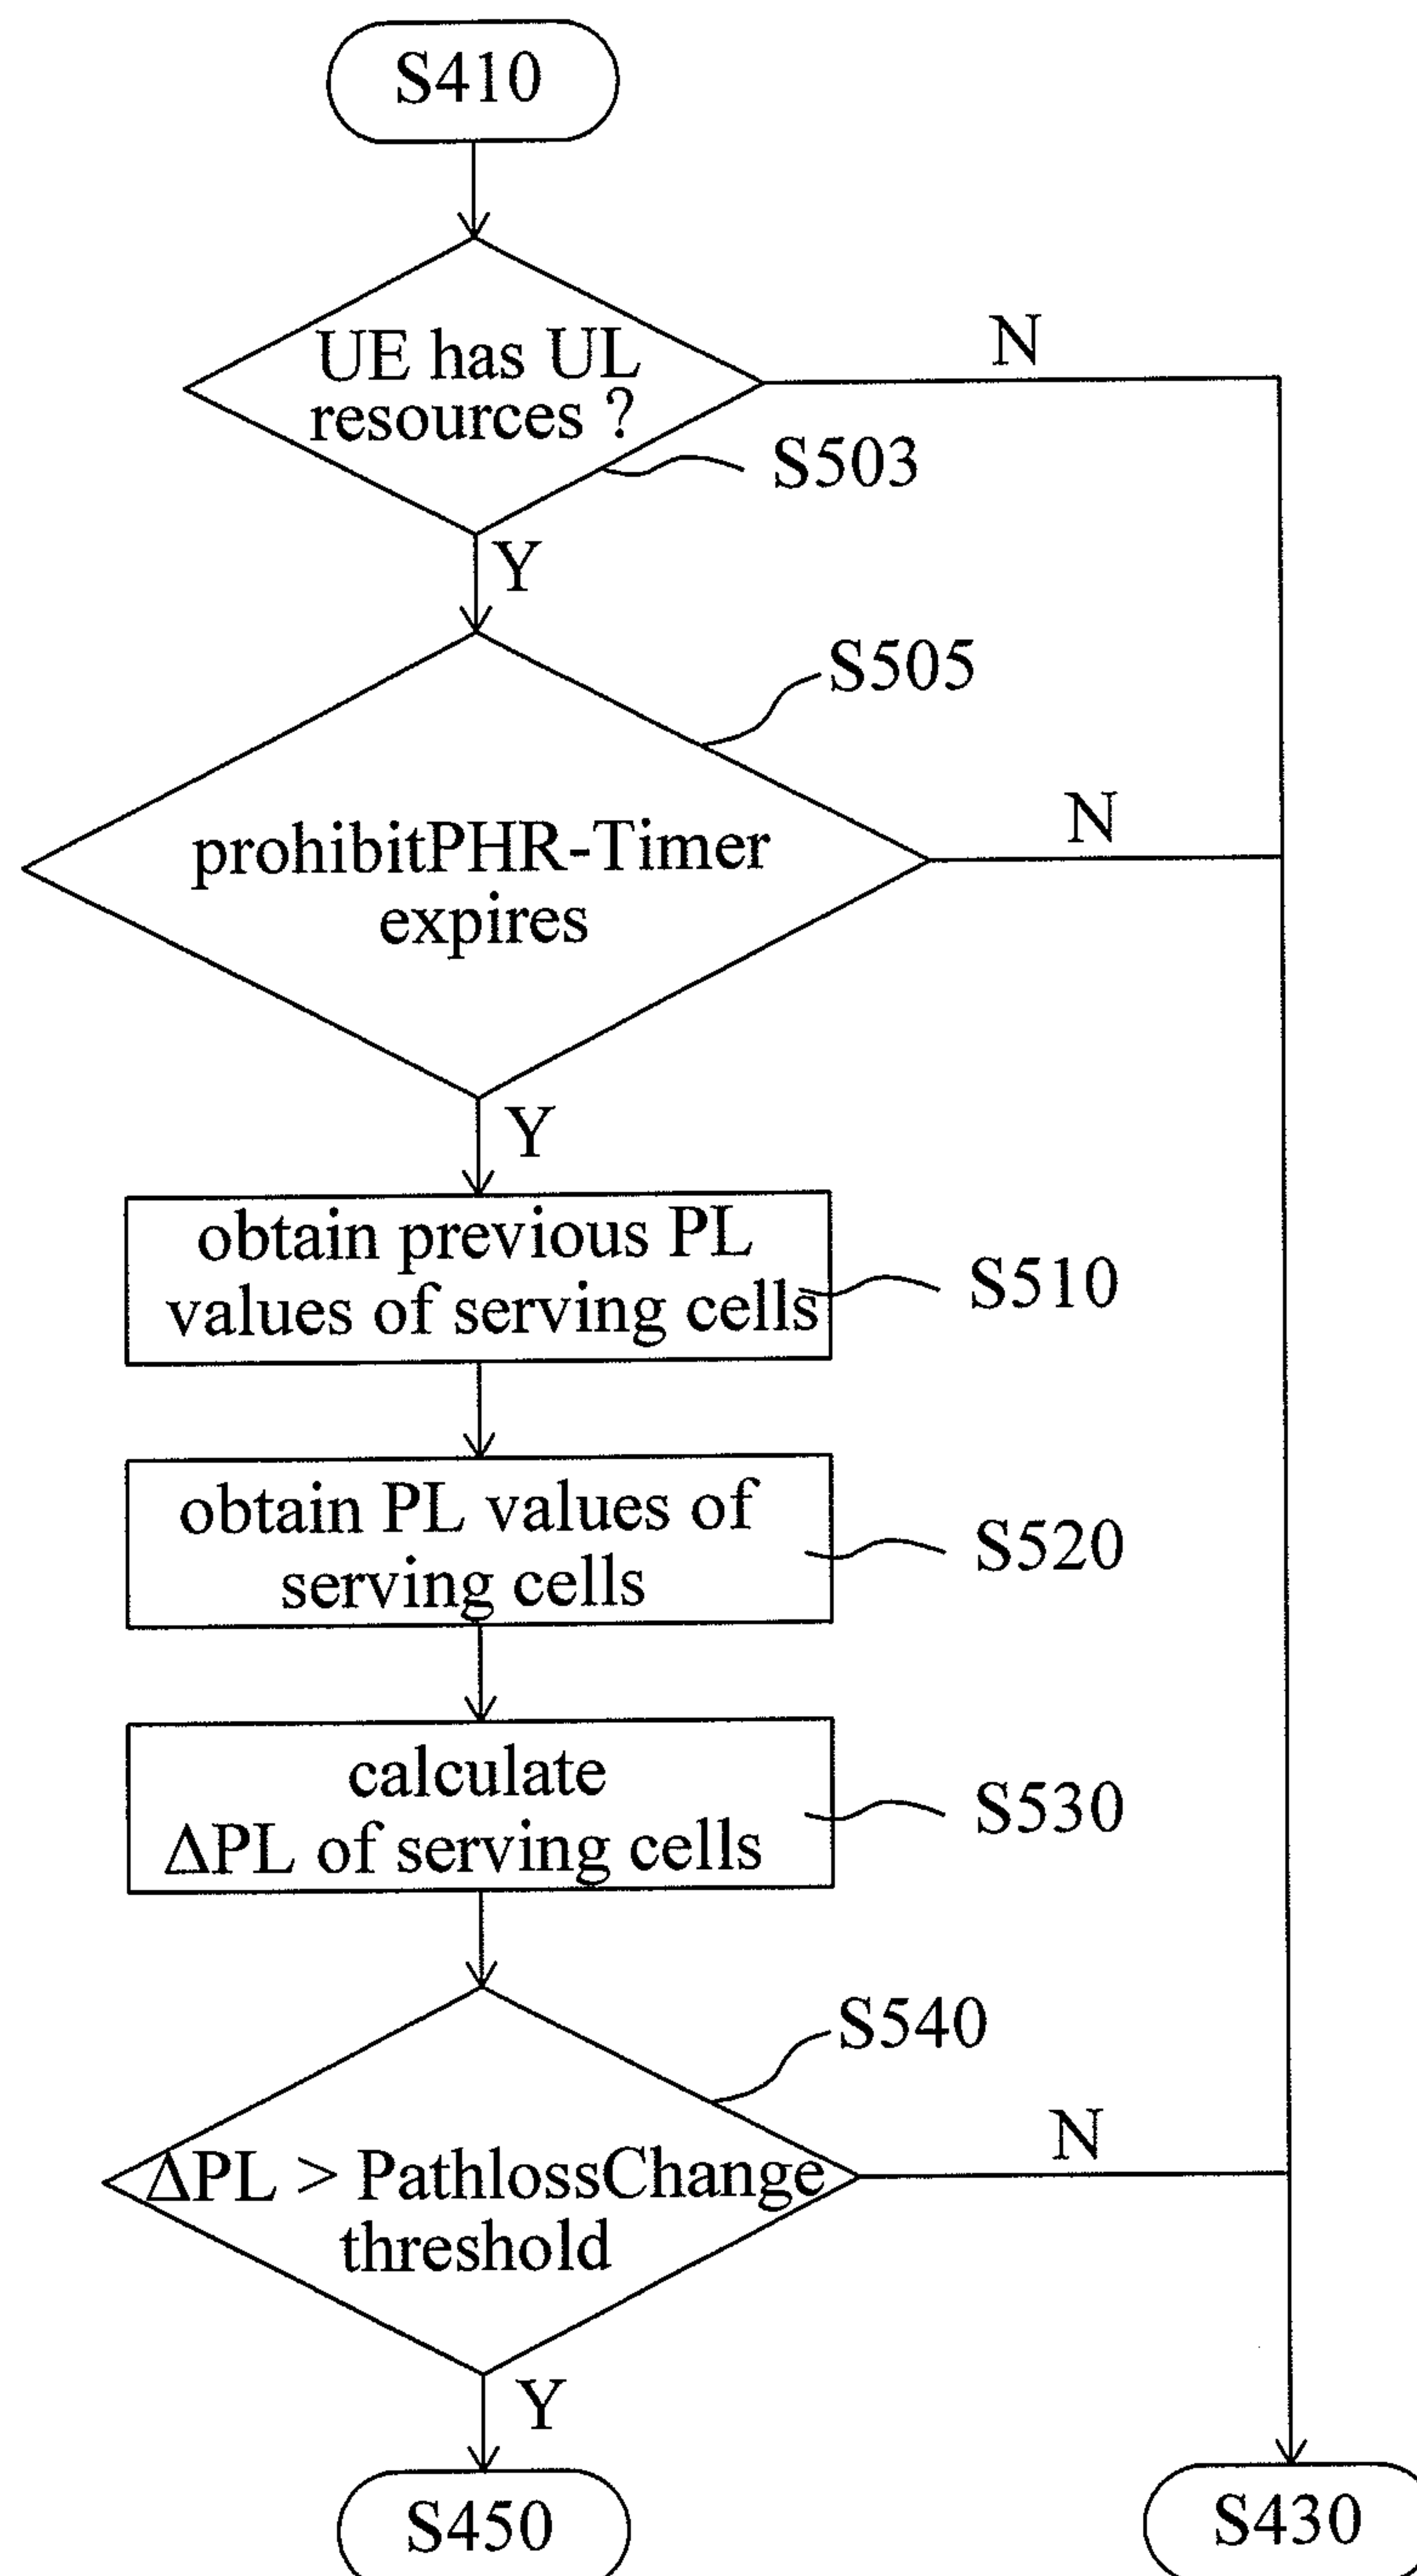 S410
UE has UL
resources ?
N
S503
Y
S505
prohibitPHR-Timer
expires
N
Y
obtain previous PL
values of serving cells
S510
obtain PL values of
serving cells
S520
calculate
ΔPL of serving cells
S530
S540
ΔPL > PathlossChange
threshold
N
Y
S450
S430